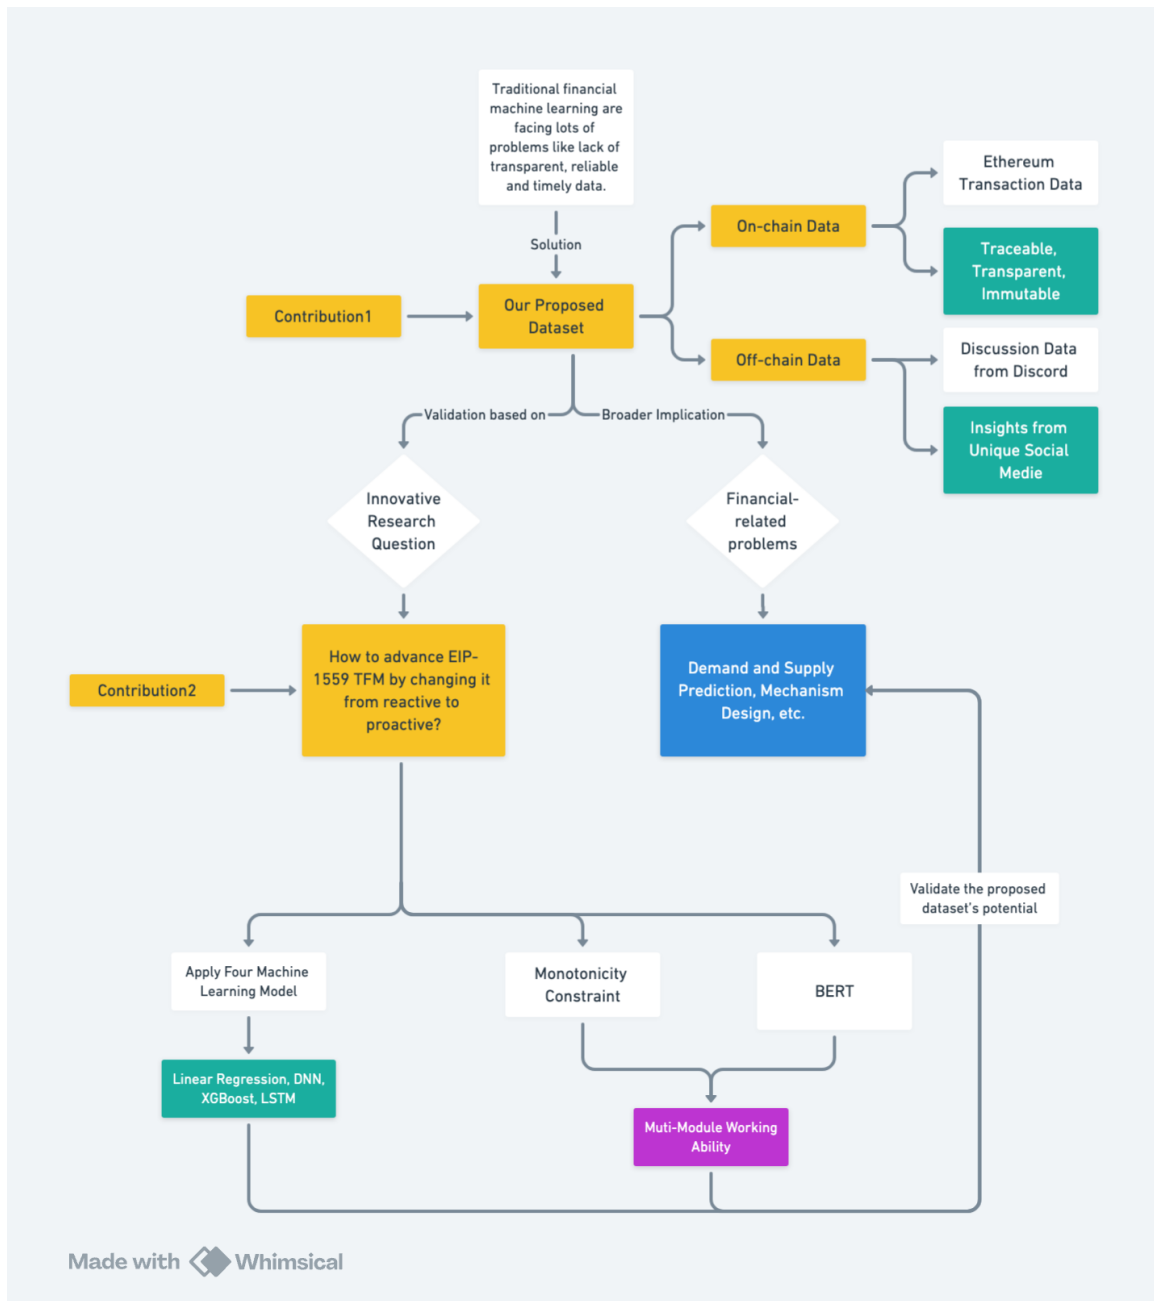 Traditional financial
machine learning are
facing lots of
problems like lack of
transparent, reliable
and timely data.
Solution
Contribution1
Our Proposed
Dataset
On-chain Data
Ethereum
Transaction Data
Traceable,
Transparent,
Immutable
Off-chain Data
Discussion Data
from Discord
Insights from
Unique Social
Medie
Validation based on
Broader Implication
Innovative
Research
Question
Financial-
related
problems
Contribution2
How to advance EIP-
1559 TFM by changing it
from reactive to
proactive?
Demand and Supply
Prediction, Mechanism
Design, etc.
Validate the proposed
dataset's potential
Apply Four Machine
Learning Model
Monotonicity
Constraint
BERT
Linear Regression, DNN,
XGBoost, LSTM
Muti-Module Working
Ability
Made with Whimsical